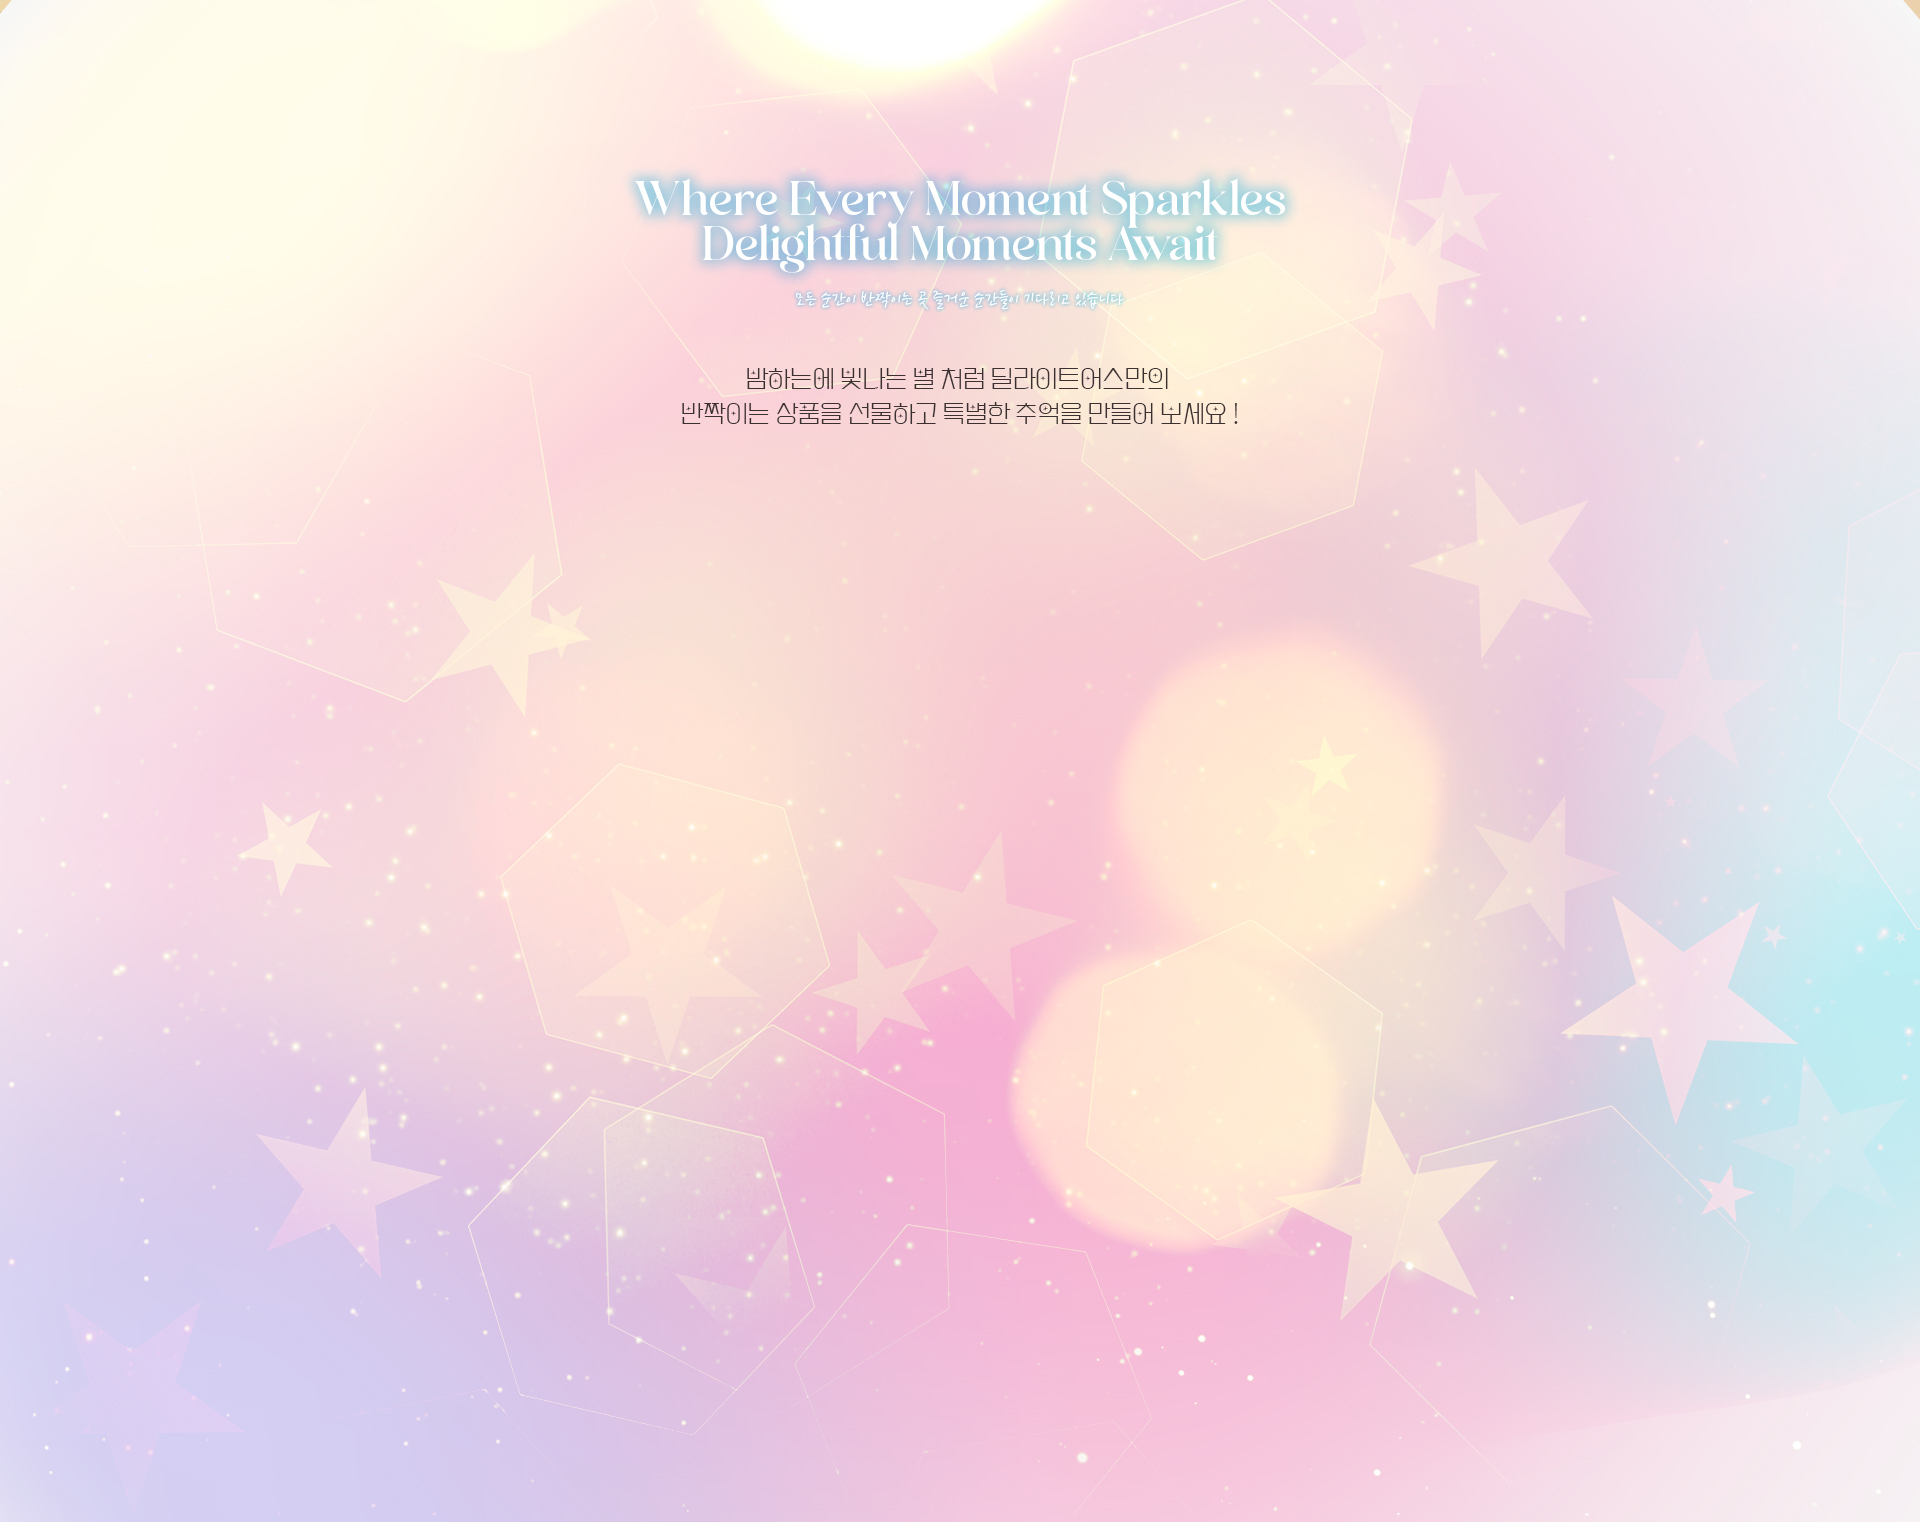 Where Every Moment Sparkles
Delightful Moments Await
모든 순간이 반짝이는 곳 즐거운 순간들이 기다리고 있습니다
밤하는에 빛나는 별 처럼 딜라이트어스만의
반짝이는 상품을 선물하고 특별한 추억을 만들어 보세요 !